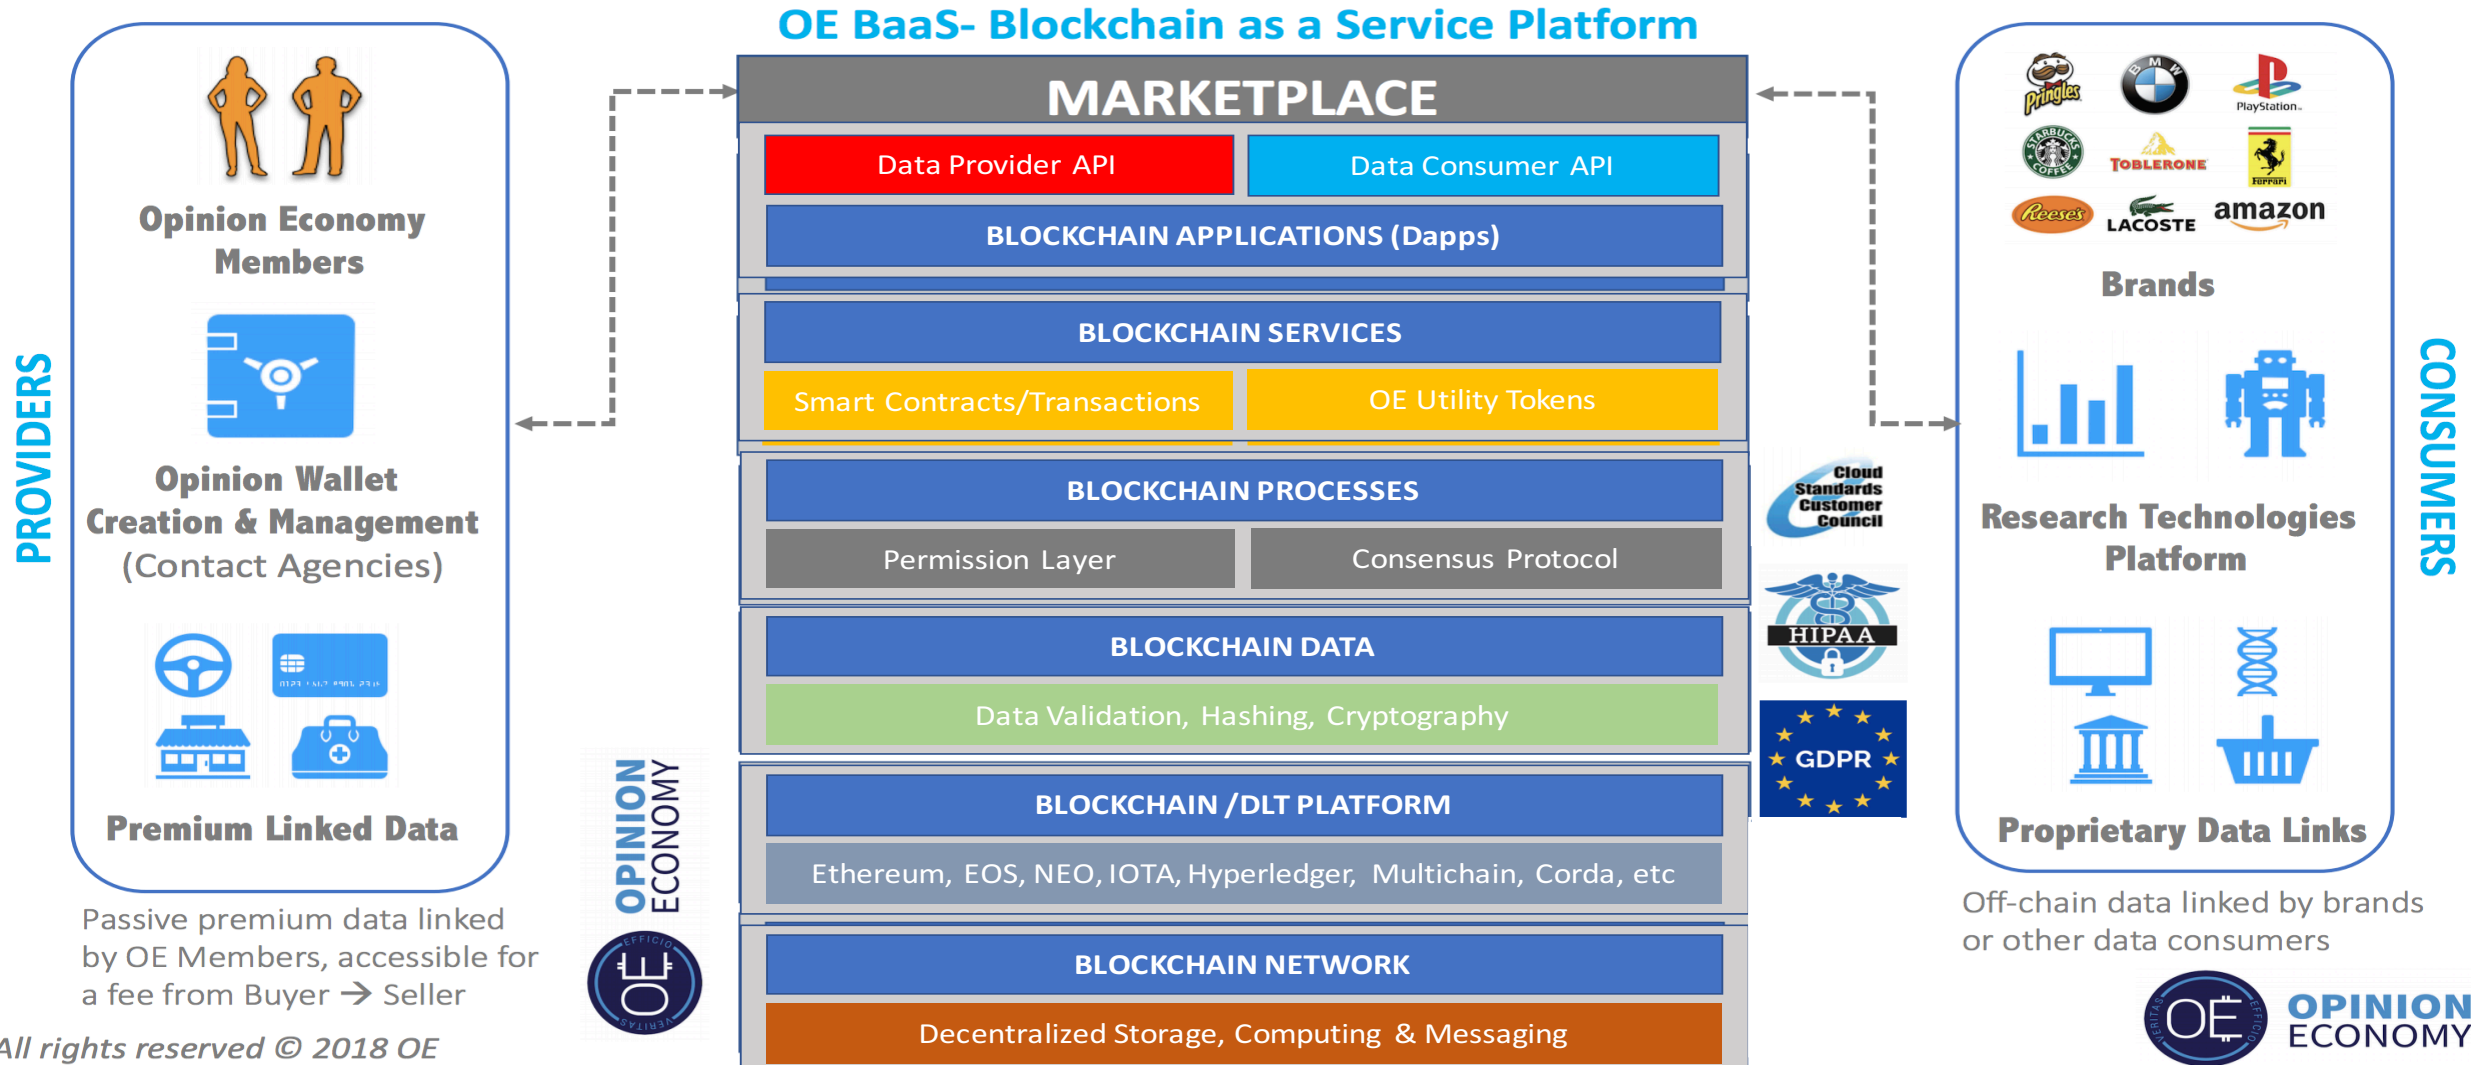 OE BaaS- Blockchain as a Service Platform
PROVIDERS
Opinion Economy
Members
Opinion Wallet
Creation & Management
(Contact Agencies)
Premium Linked Data
Passive premium data linked
by OE Members, accessible for
a fee from Buyer → Seller
All rights reserved © 2018 OE
MARKETPLACE
Data Provider API
Data Consumer API
BLOCKCHAIN APPLICATIONS (Dapps)
BLOCKCHAIN SERVICES
Smart Contracts/Transactions
OE Utility Tokens
BLOCKCHAIN PROCESSES
Permission Layer
Consensus Protocol
BLOCKCHAIN DATA
Data Validation, Hashing, Cryptography
BLOCKCHAIN /DLT PLATFORM
Ethereum, EOS, NEO, IOTA, Hyperledger, Multichain, Corda, etc
BLOCKCHAIN NETWORK
Decentralized Storage, Computing & Messaging
OPINION
ECONOMY
EFFICIO
OE
VERITAS
Cloud
Standards
Customer
Council
HIPAA
GDPR
Pringles
BMW
PlayStation
STARBUCKS
COFFEE
TOBLERONE
Ferrari
Reese's
LACOSTE
amazon
Brands
Research Technologies
Platform
Proprietary Data Links
CONSUMERS
Off-chain data linked by brands
or other data consumers
VERITAS
OE
EFFICIO
OPINION
ECONOMY